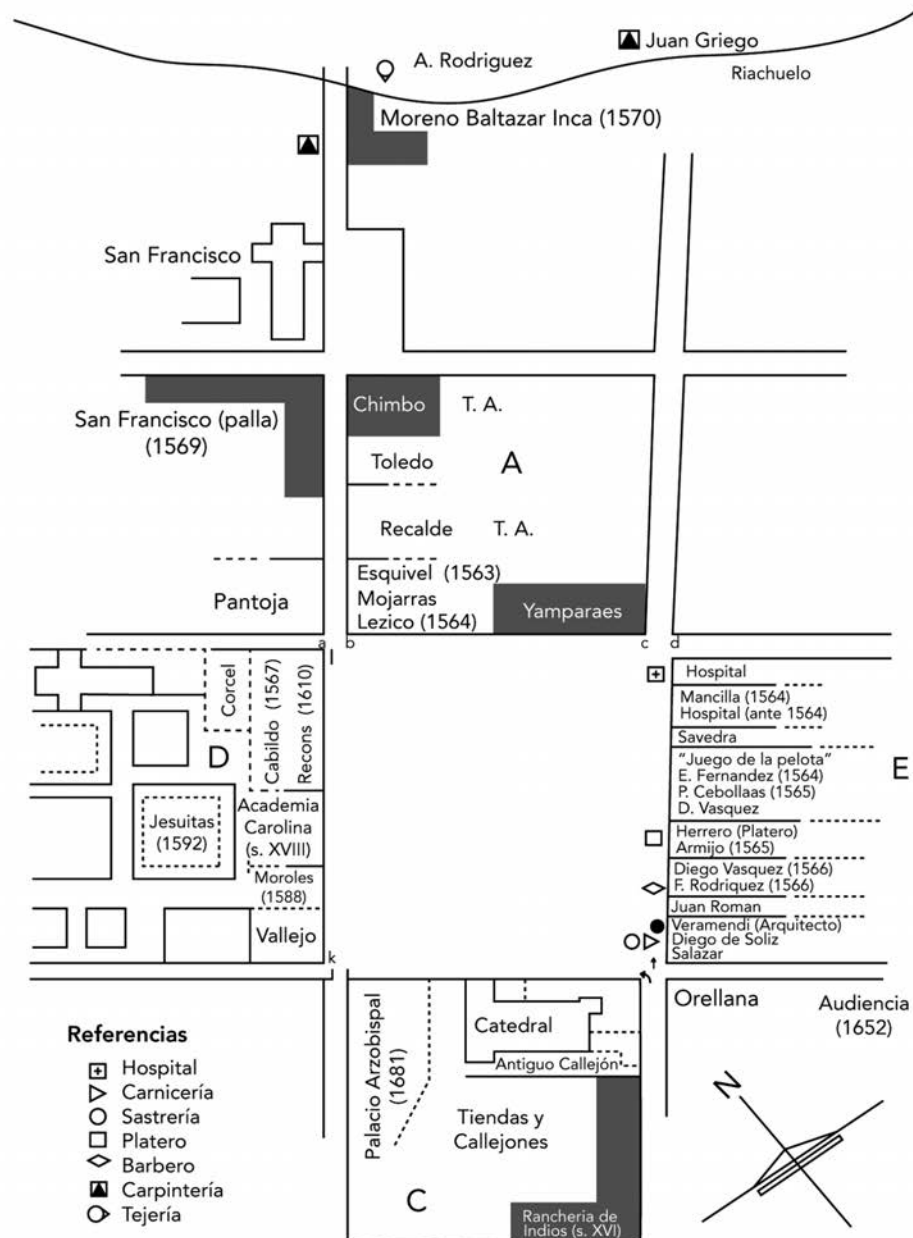 Juan Griego
A. Rodriguez
Riachuelo
Moreno Baltazar Inca (1570)
San Francisco
Chimbo
T. A.
San Francisco (palla)
(1569)
Toledo
A
Recalde
T. A.
Esquivel (1563)
Mojarras
Lezico (1564)
Pantoja
Yamparaes
a
b
c
d
l
Corcel
Cabildo (1567)
Recons (1610)
D
Jesuitas
(1592)
Academia
Carolina
(s. XVIII)
Moroles
(1588)
Vallejo
k
Hospital
Mancilla (1564)
Hospital (ante 1564)
Savedra
"Juego de la pelota"
E. Fernandez (1564)
P. Cebollaas (1565)
D. Vasquez
E
Herrero (Platero)
Armijo (1565)
Diego Vasquez (1566)
F. Rodriquez (1566)
Juan Roman
Veramendi (Arquitecto)
Diego de Soliz
Salazar
Orellana
Audiencia
(1652)
Palacio Arzobispal
(1681)
Catedral
Antiguo Callejón
Tiendas y
Callejones
C
Rancheria de
Indios (s. XVI)
Referencias
Hospital
Carnicería
Sastrería
Platero
Barbero
Carpintería
Tejería
N